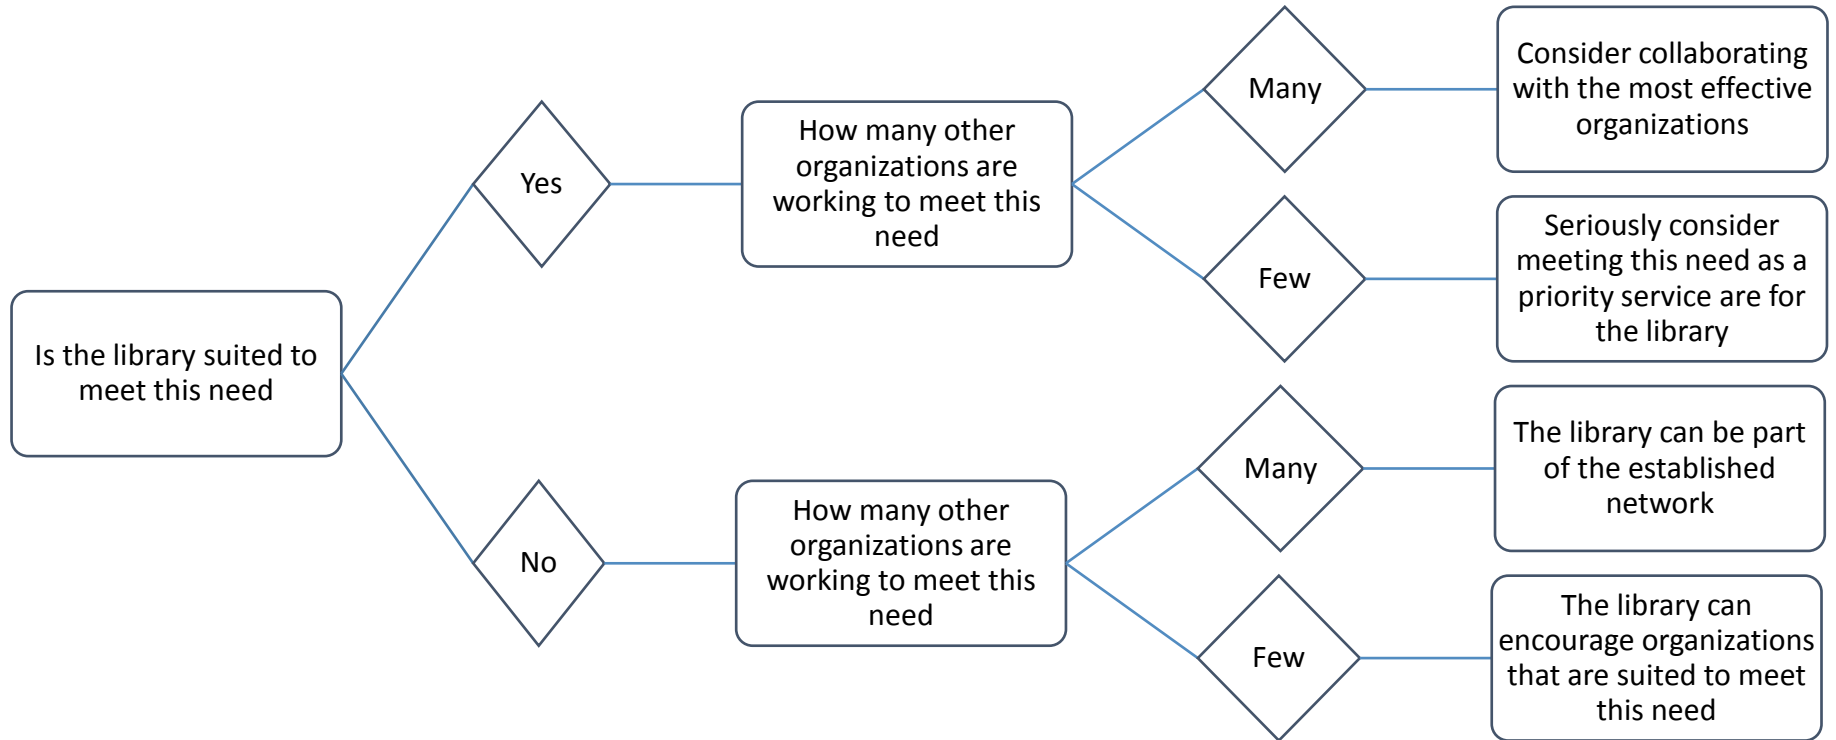 Is the library suited to
meet this need
Yes
How many other
organizations are
working to meet this
need
Many
Consider collaborating
with the most effective
organizations
Few
Seriously consider
meeting this need as a
priority service are for
the library
No
How many other
organizations are
working to meet this
need
Many
The library can be part
of the established
network
Few
The library can
encourage organizations
that are suited to meet
this need